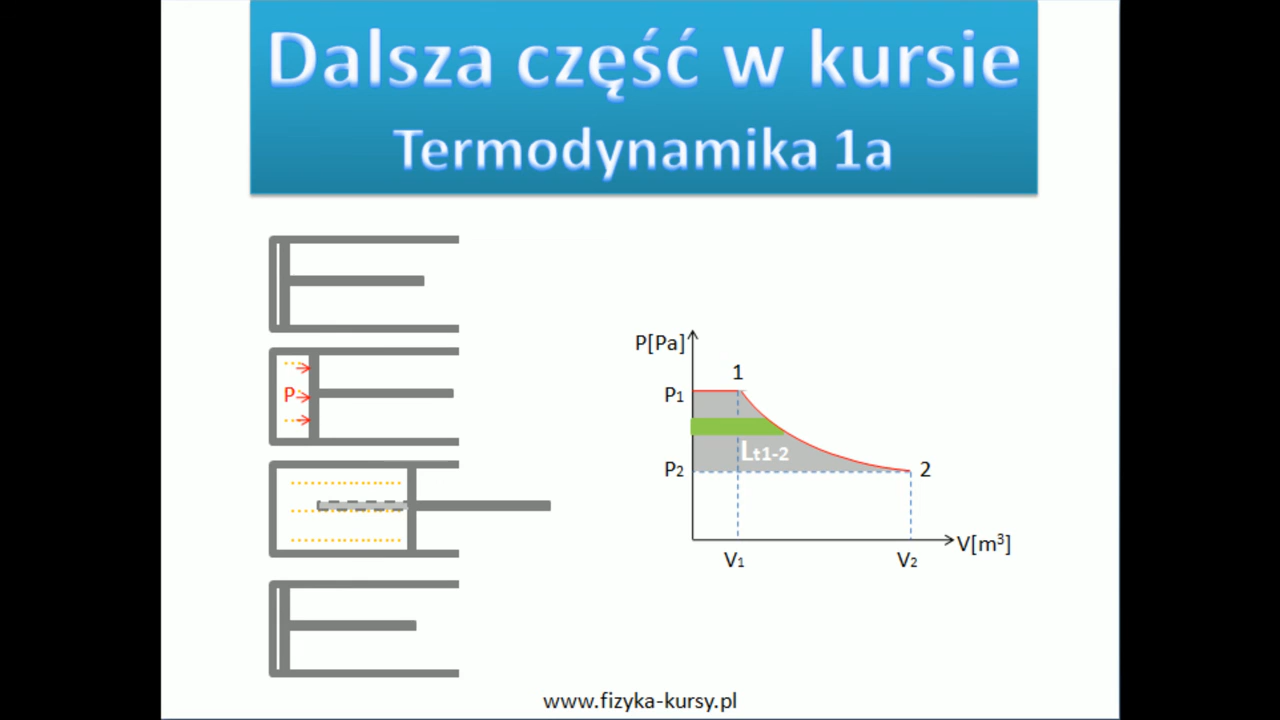 Dalsza część w kursie
Termodynamika 1a
P
P[Pa]
1
P1
Lt1-2
P2
2
V[m³]
V1
V2
www.fizyka-kursy.pl